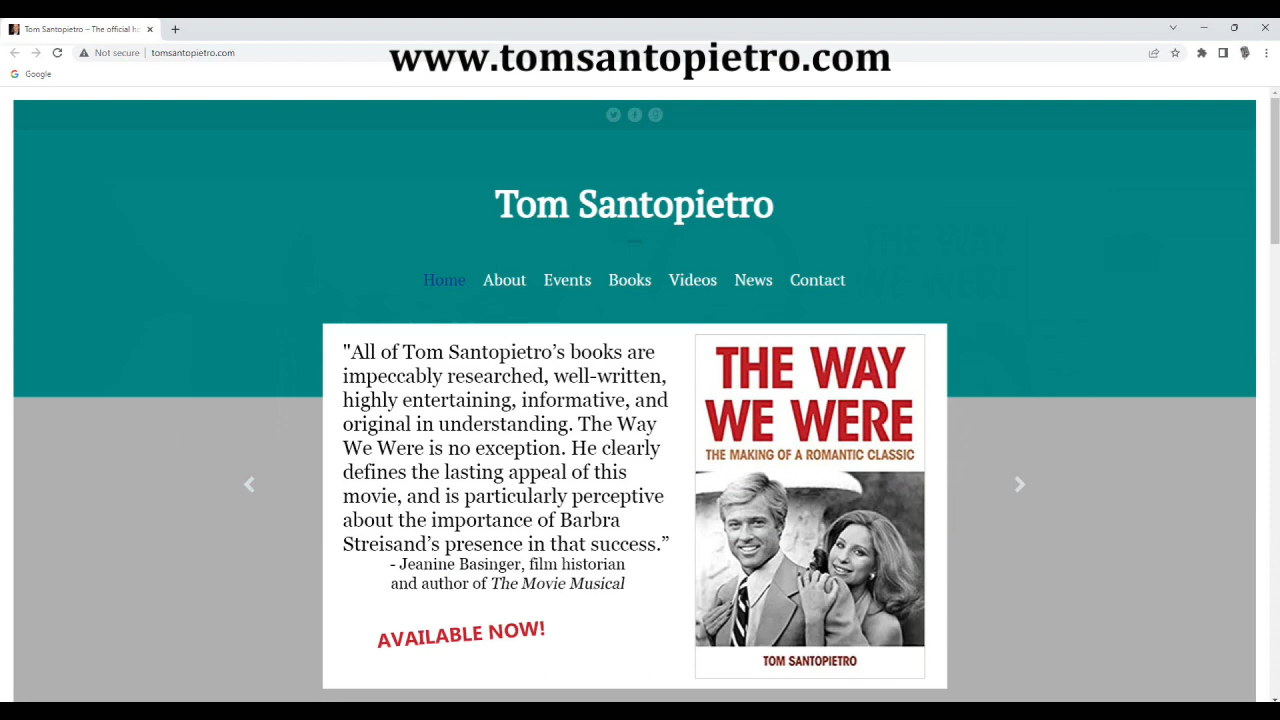 Tom Santopietro – The official ho
Not secure | tomsantopietro.com
www.tomsantopietro.com
Google
Tom Santopietro
Home About Events Books Videos News Contact
"All of Tom Santopietro’s books are
impeccably researched, well-written,
highly entertaining, informative, and
original in understanding. The Way
We Were is no exception. He clearly
defines the lasting appeal of this
movie, and is particularly perceptive
about the importance of Barbra
Streisand’s presence in that success.”
- Jeanine Basinger, film historian
and author of The Movie Musical
AVAILABLE NOW!
THE WAY
WE WERE
THE MAKING OF A ROMANTIC CLASSIC
TOM SANTOPIETRO